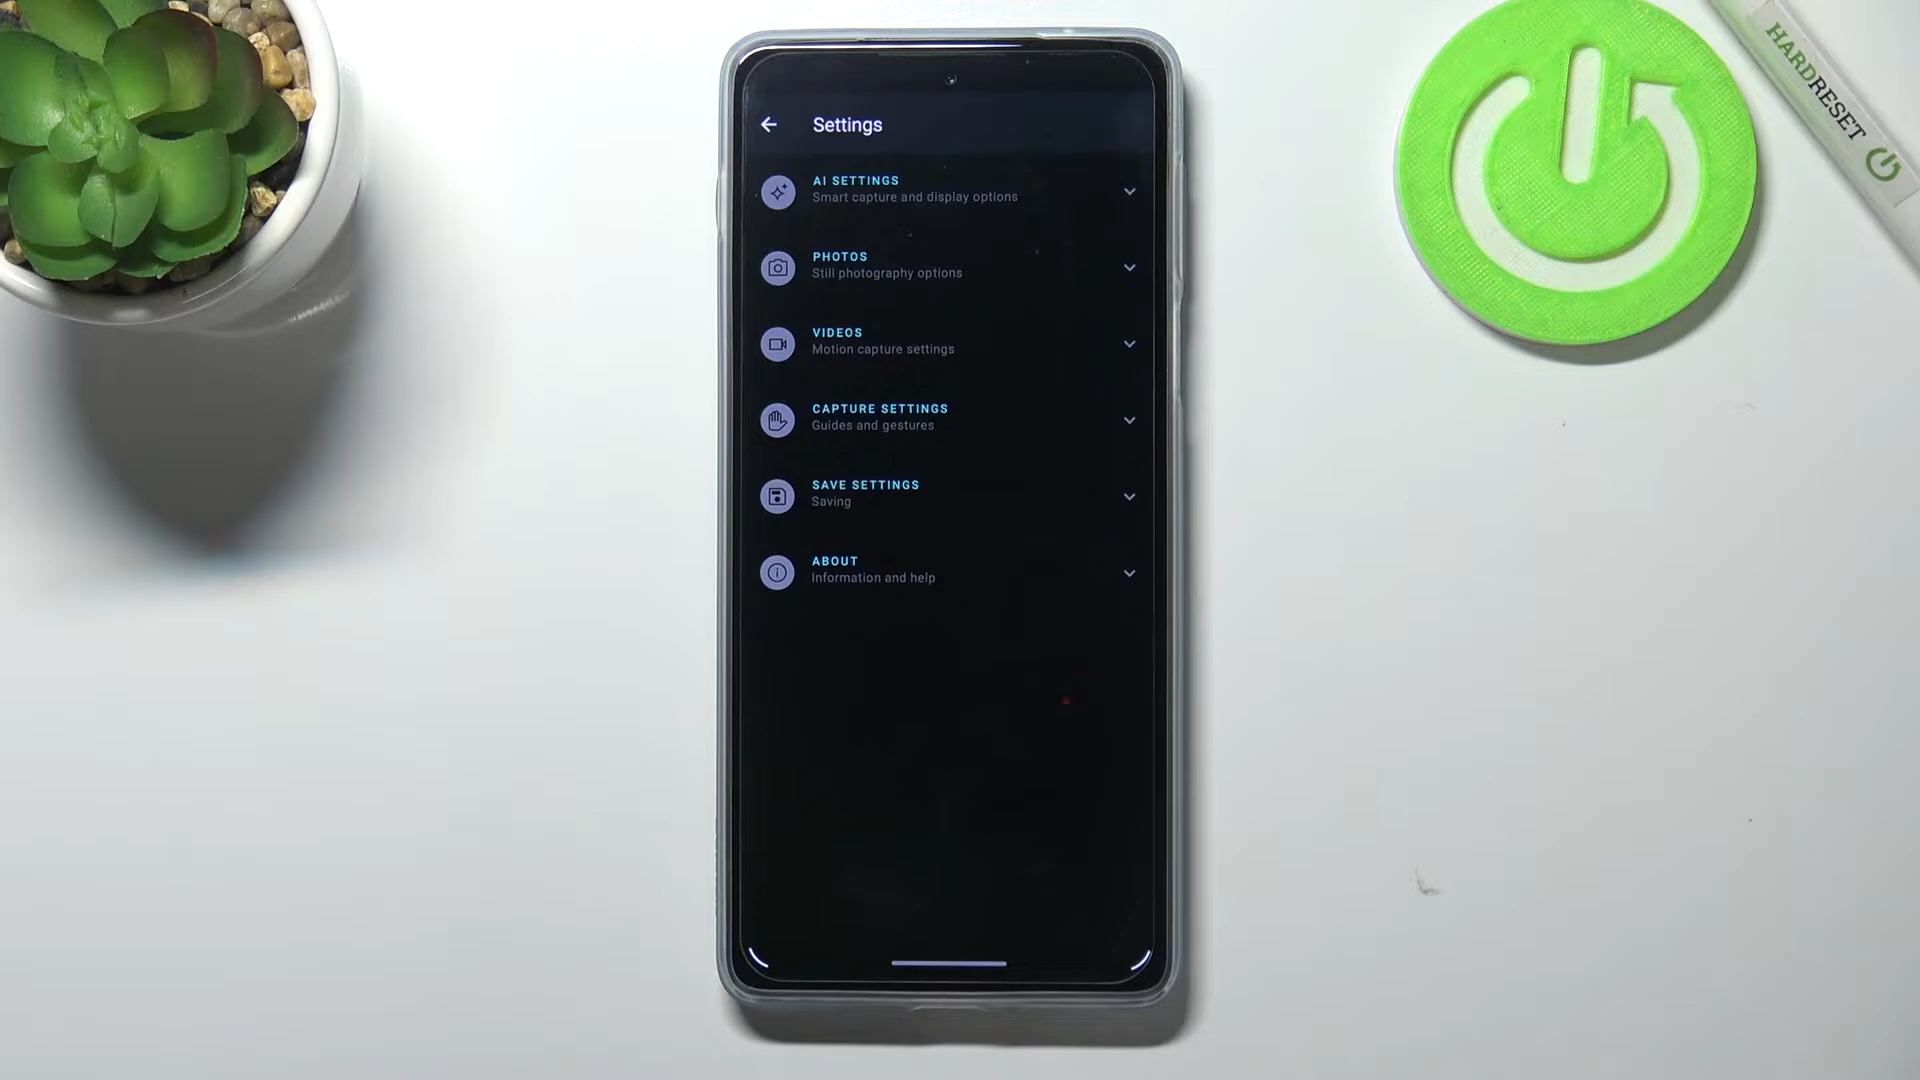 Settings
AI SETTINGS
Smart capture and display options
PHOTOS
Still photography options
VIDEOS
Motion capture settings
CAPTURE SETTINGS
Guides and gestures
SAVE SETTINGS
Saving
ABOUT
Information and help
HARDRESET